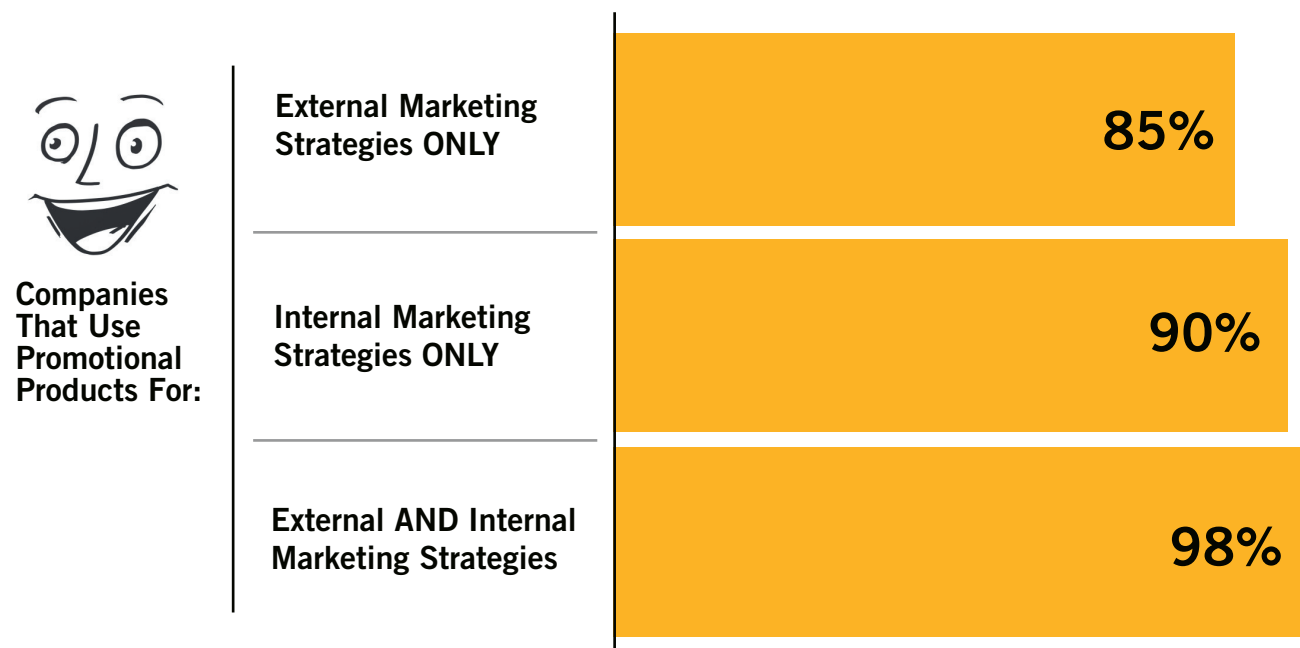 Companies
That Use
Promotional
Products For:
External Marketing
Strategies ONLY
85%
Internal Marketing
Strategies ONLY
90%
External AND Internal
Marketing Strategies
98%